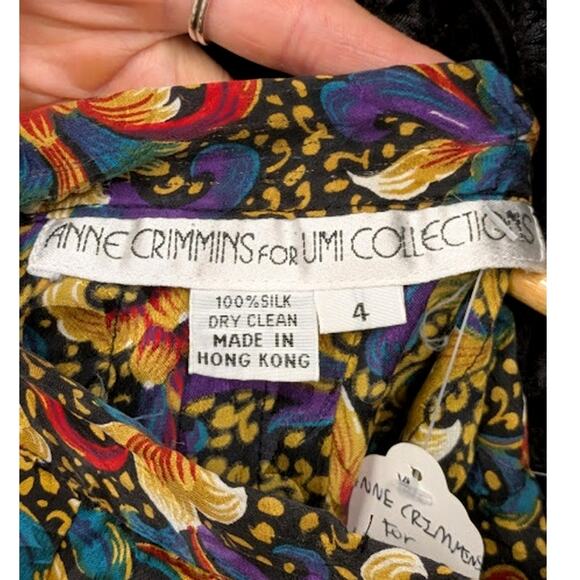 ANNE CRIMMINS FOR UMI COLLECTIONS
100% SILK
DRY CLEAN
MADE IN
HONG KONG
4
ANNE CRIMMINS
For